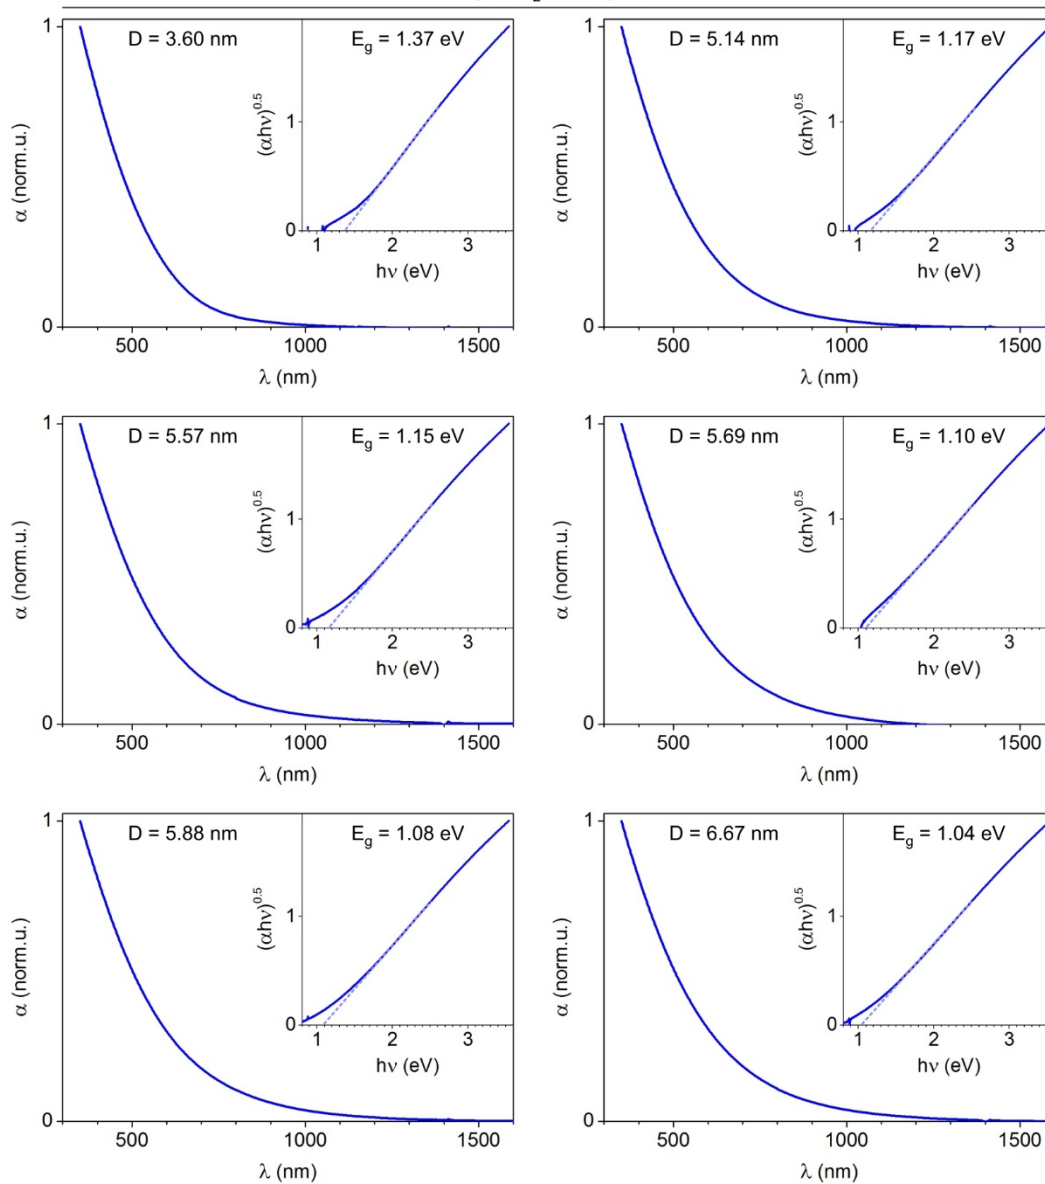 D = 3.60 nm
E_g = 1.37 eV
1
0
α (norm.u.)
500 1000 1500
λ (nm)
(αhν)^0.5
1
0
1 2 3
hν (eV)
D = 5.14 nm
E_g = 1.17 eV
1
0
α (norm.u.)
500 1000 1500
λ (nm)
(αhν)^0.5
1
0
1 2 3
hν (eV)
D = 5.57 nm
E_g = 1.15 eV
1
0
α (norm.u.)
500 1000 1500
λ (nm)
(αhν)^0.5
1
0
1 2 3
hν (eV)
D = 5.69 nm
E_g = 1.10 eV
1
0
α (norm.u.)
500 1000 1500
λ (nm)
(αhν)^0.5
1
0
1 2 3
hν (eV)
D = 5.88 nm
E_g = 1.08 eV
1
0
α (norm.u.)
500 1000 1500
λ (nm)
(αhν)^0.5
1
0
1 2 3
hν (eV)
D = 6.67 nm
E_g = 1.04 eV
1
0
α (norm.u.)
500 1000 1500
λ (nm)
(αhν)^0.5
1
0
1 2 3
hν (eV)